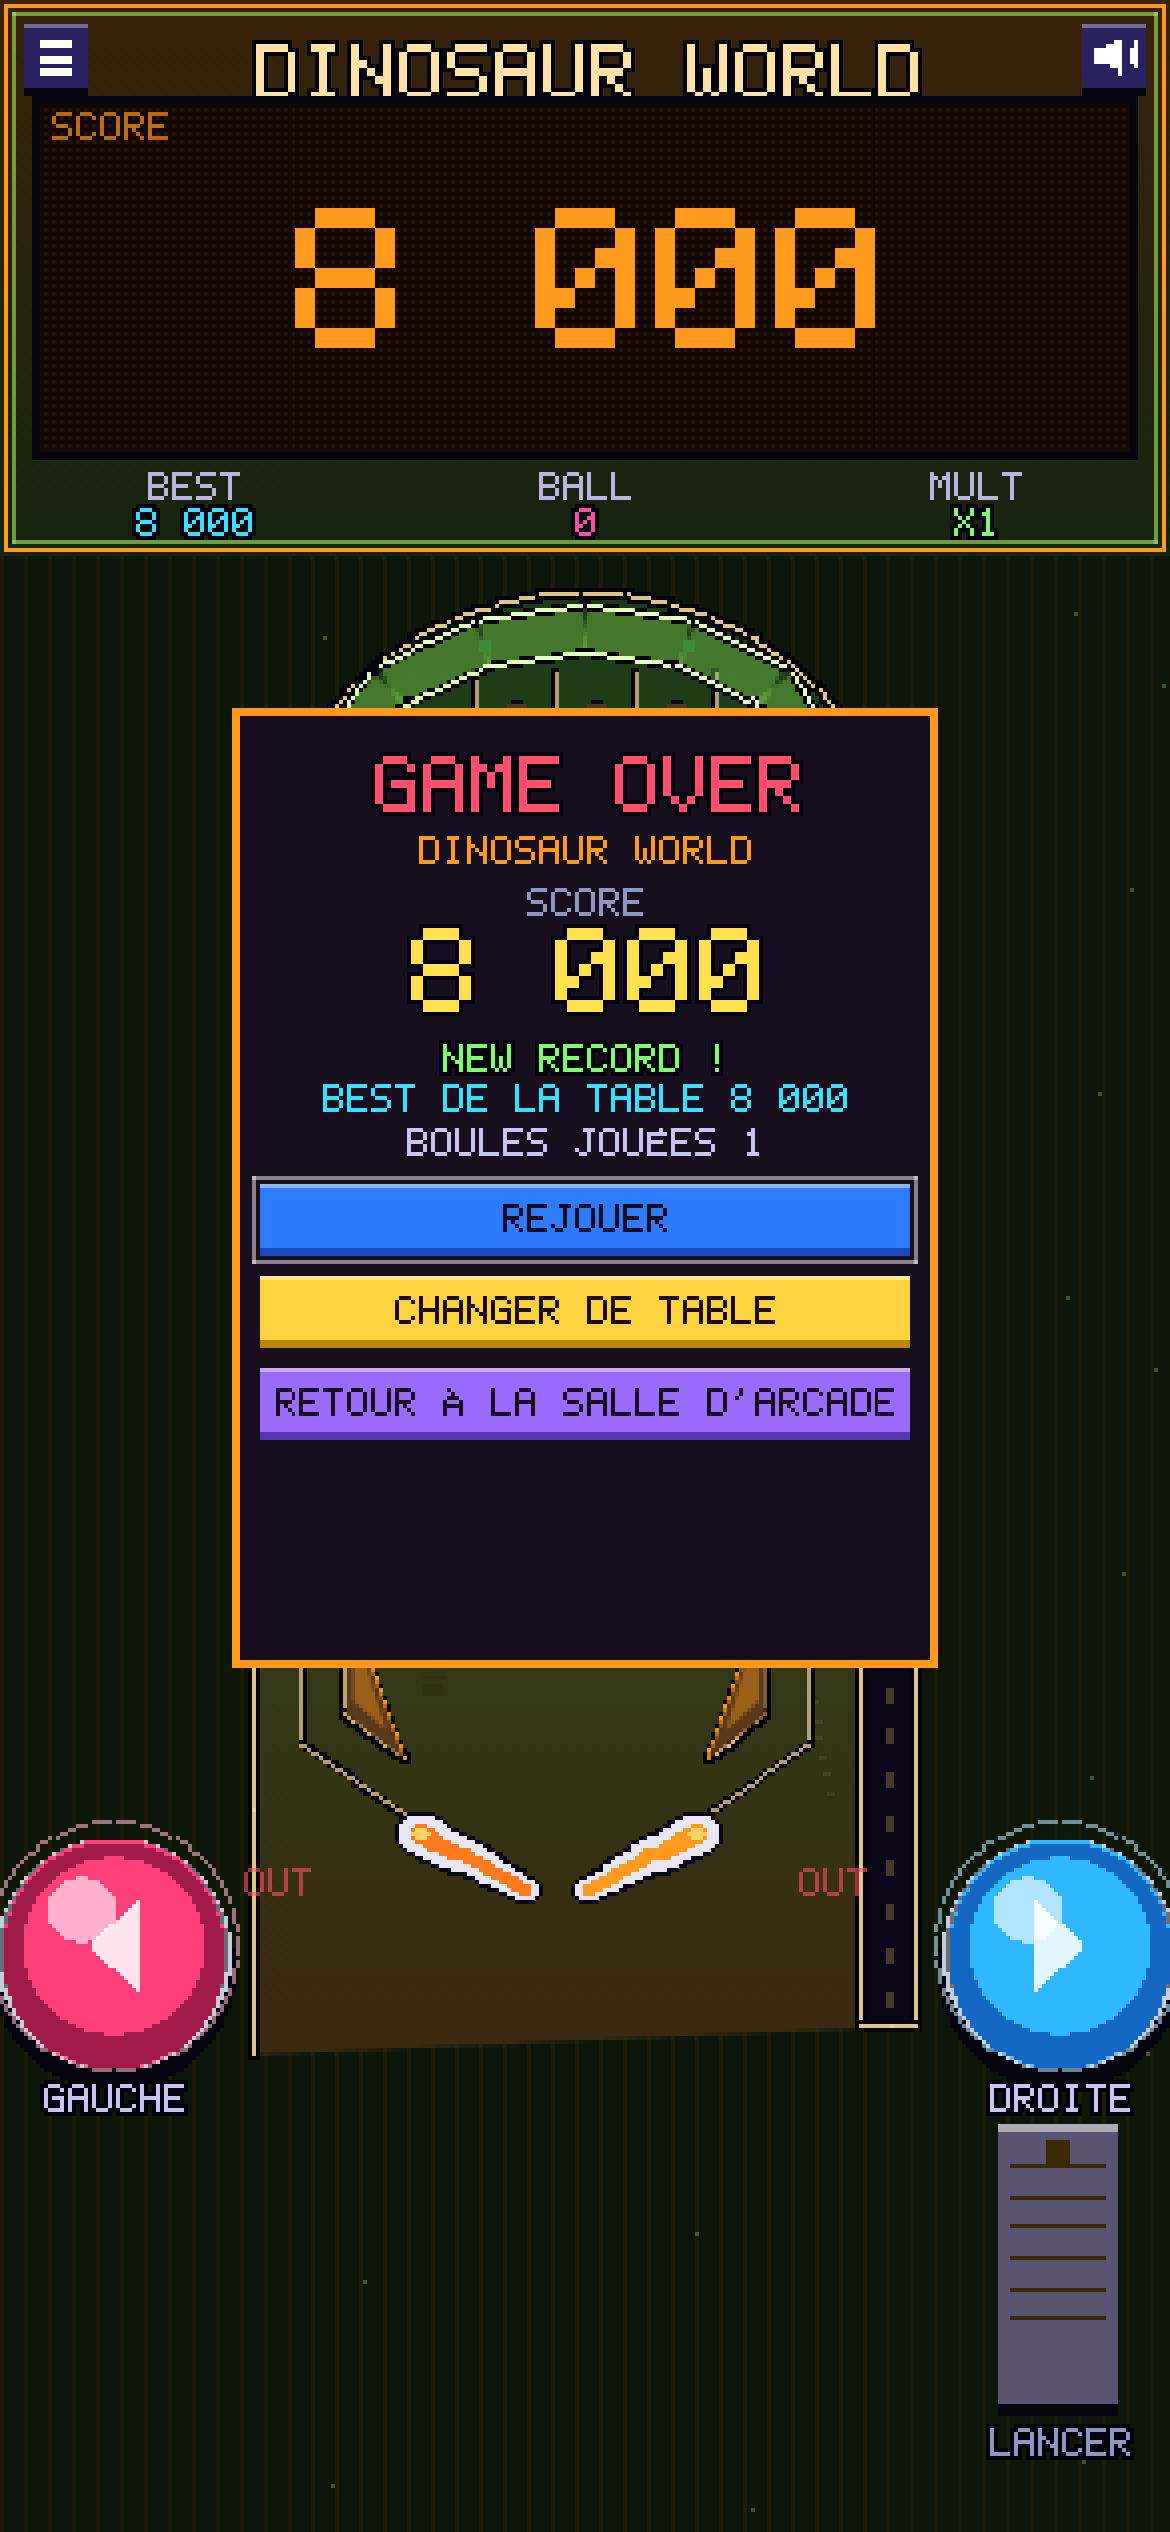 DINOSAUR WORLD
SCORE
8 000
BEST
BALL
MULT
8 000
0
X1
GAME OVER
DINOSAUR WORLD
SCORE
8 000
NEW RECORD !
BEST DE LA TABLE 8 000
BOULES JOUÉES 1
REJOUER
CHANGER DE TABLE
RETOUR À LA SALLE D'ARCADE
OUT
OUT
GAUCHE
DROITE
LANCER